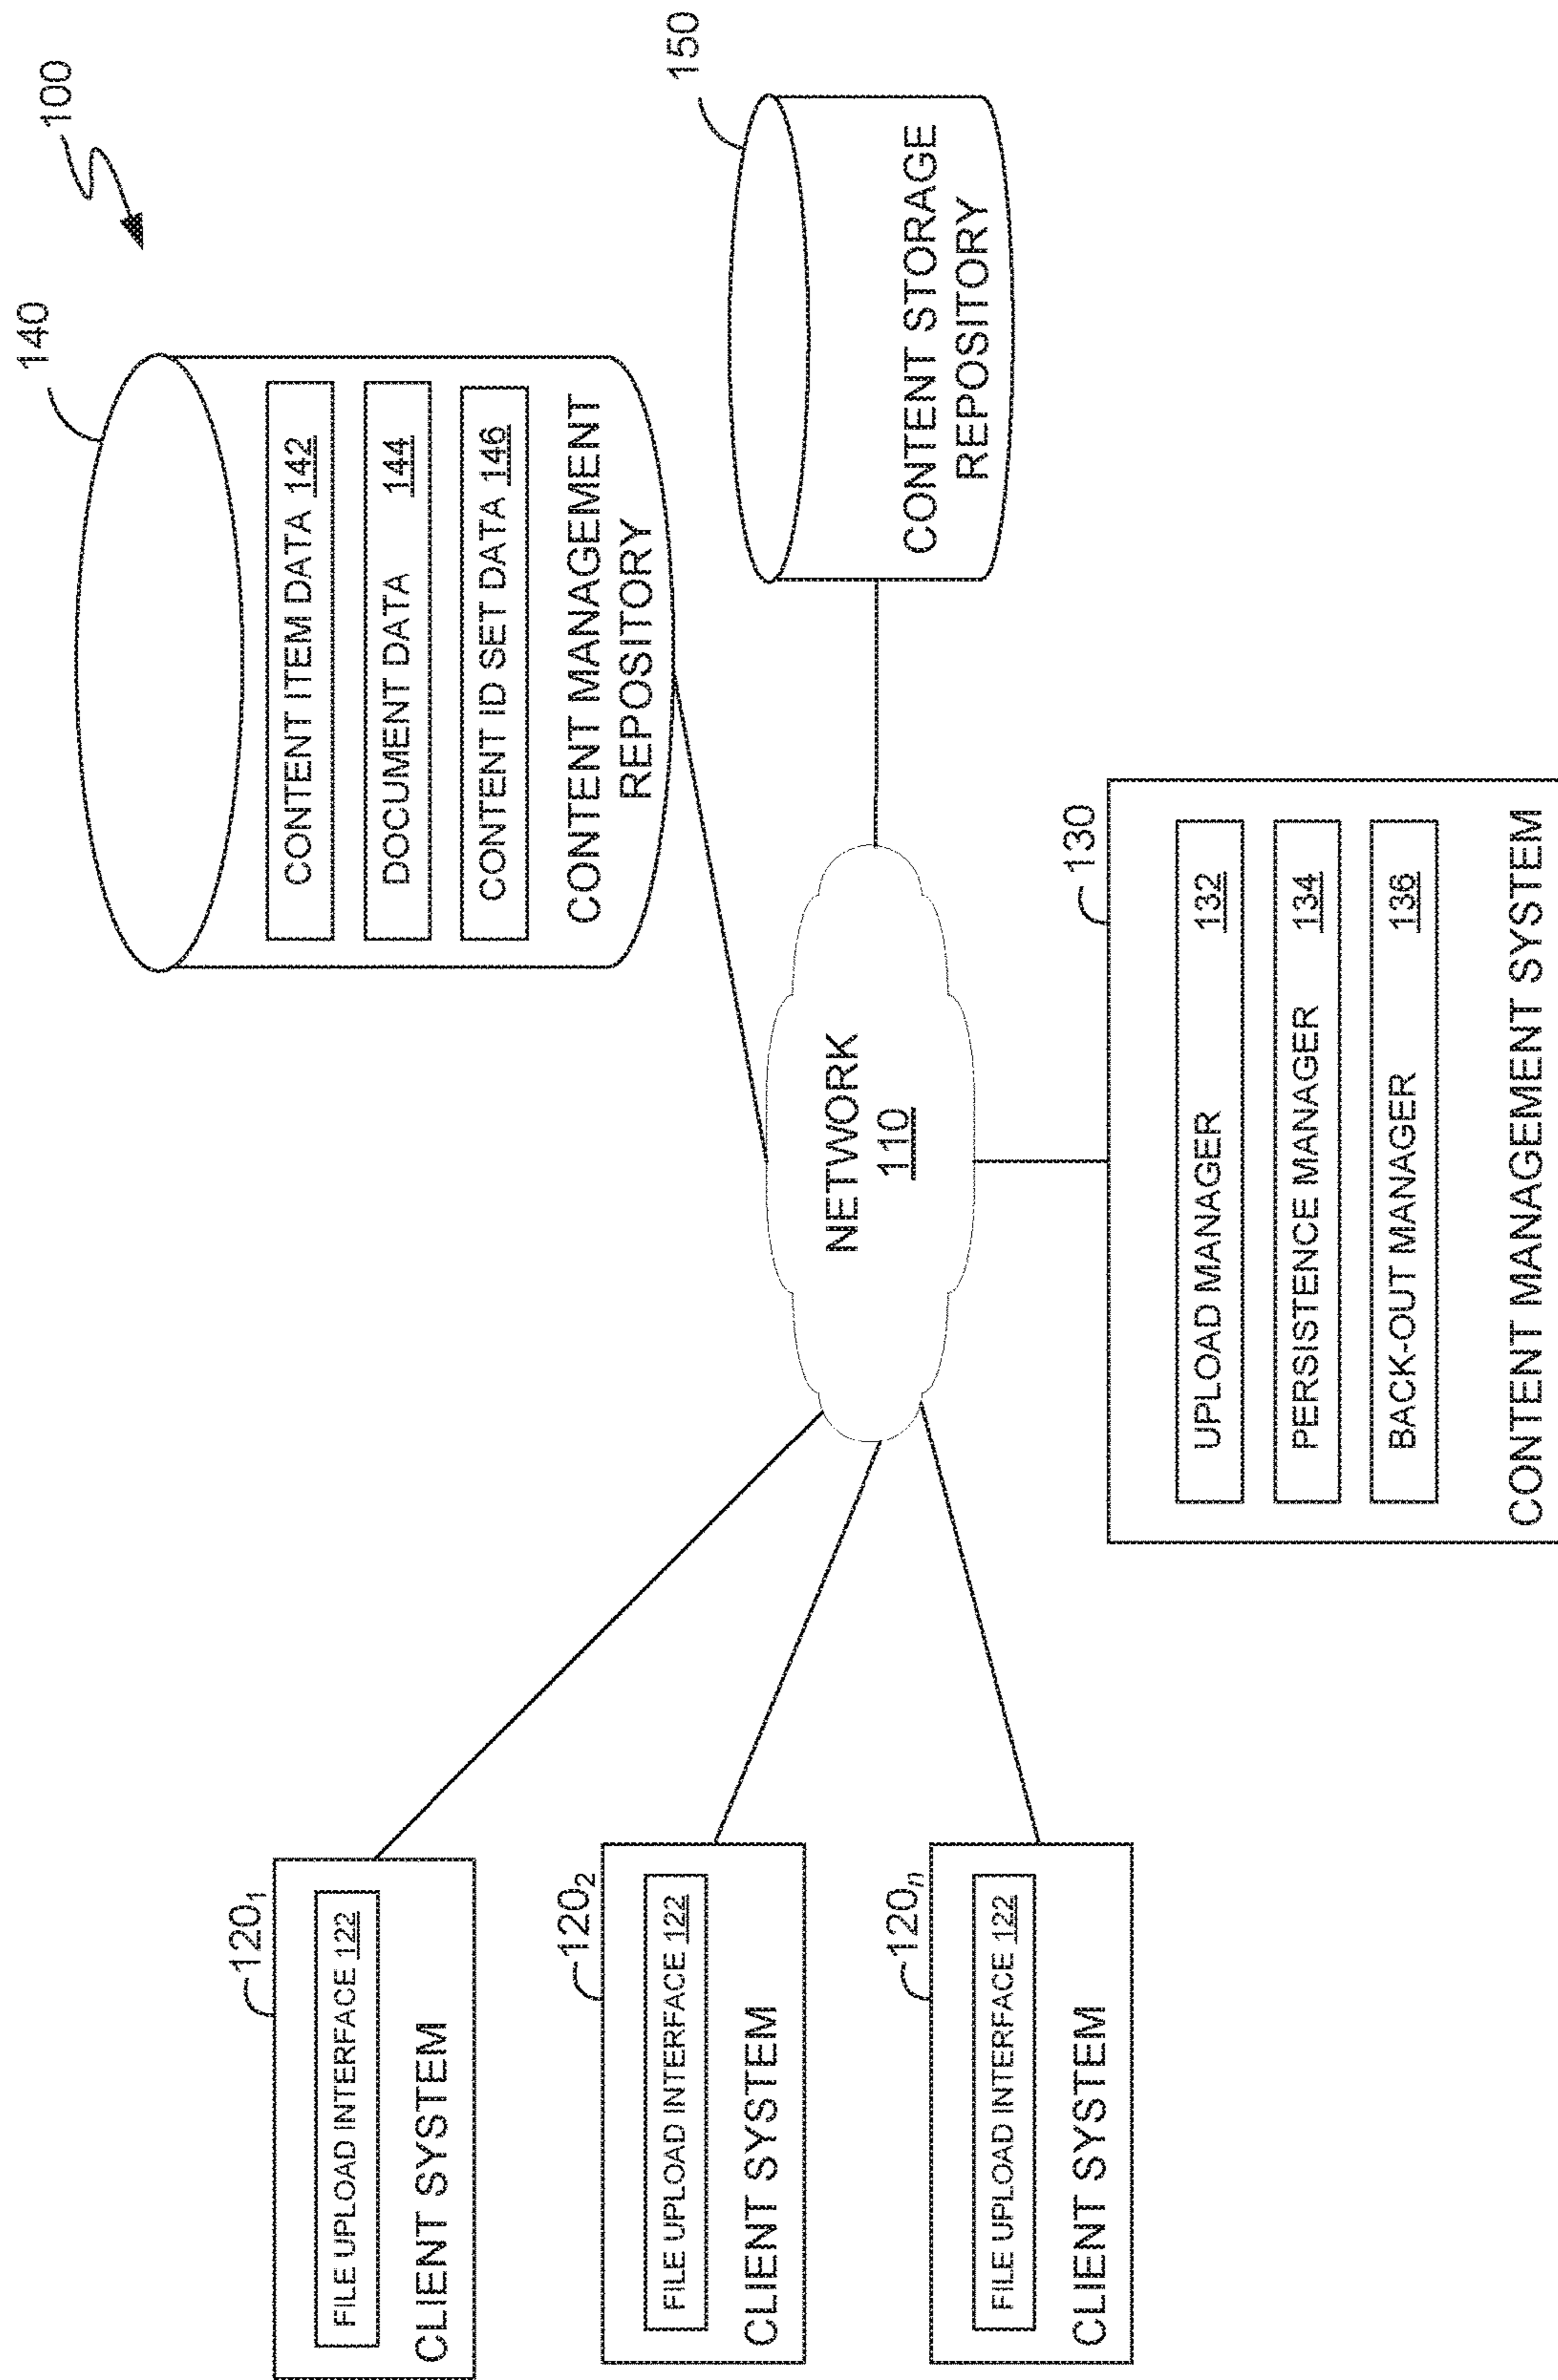 100
140
CONTENT ITEM DATA 142
DOCUMENT DATA 144
CONTENT ID SET DATA 146
CONTENT MANAGEMENT
REPOSITORY
150
CONTENT STORAGE
REPOSITORY
NETWORK
110
120₁
FILE UPLOAD INTERFACE 122
CLIENT SYSTEM
120₂
FILE UPLOAD INTERFACE 122
CLIENT SYSTEM
120ₙ
FILE UPLOAD INTERFACE 122
CLIENT SYSTEM
130
UPLOAD MANAGER 132
PERSISTENCE MANAGER 134
BACK-OUT MANAGER 136
CONTENT MANAGEMENT SYSTEM